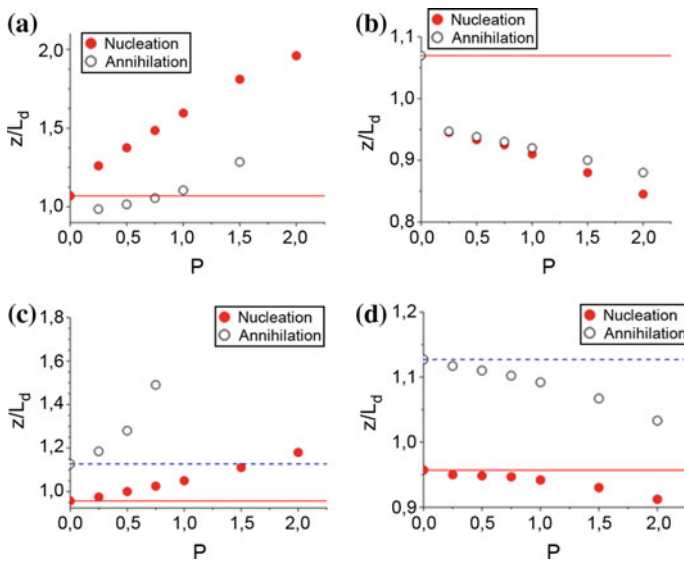 (a)
2,0
1,5
1,0
Nucleation
Annihilation
z/L_d
0,0 0,5 1,0 1,5 2,0
P
(b)
1,1
1,0
0,9
0,8
Nucleation
Annihilation
z/L_d
0,0 0,5 1,0 1,5 2,0
P
(c)
1,8
1,6
1,4
1,2
1,0
Nucleation
Annihilation
z/L_d
0,0 0,5 1,0 1,5 2,0
P
(d)
1,2
1,1
1,0
0,9
Nucleation
Annihilation
z/L_d
0,0 0,5 1,0 1,5 2,0
P